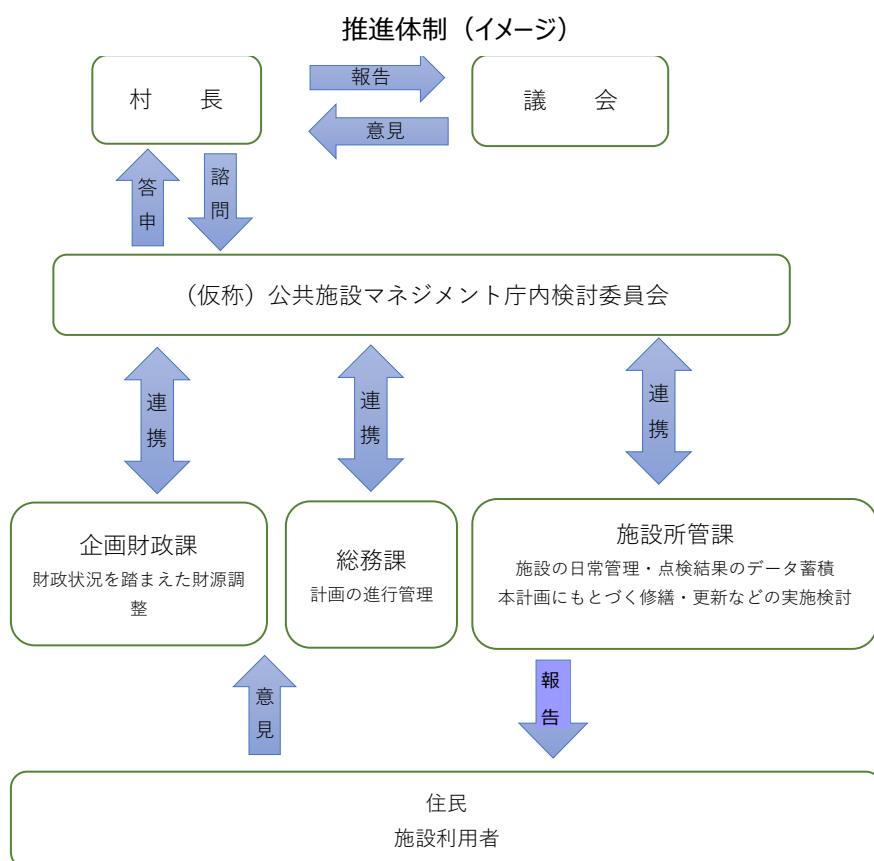 推進体制（イメージ）
村　　長
報告
議　　会
意見
答申
諮問
（仮称）公共施設マネジメント庁内検討委員会
連携
連携
連携
企画財政課
財政状況を踏まえた財源調
整
総務課
計画の進行管理
施設所管課
施設の日常管理・点検結果のデータ蓄積
本計画にもとづく修繕・更新などの実施検討
意見
報告
住民
施設利用者